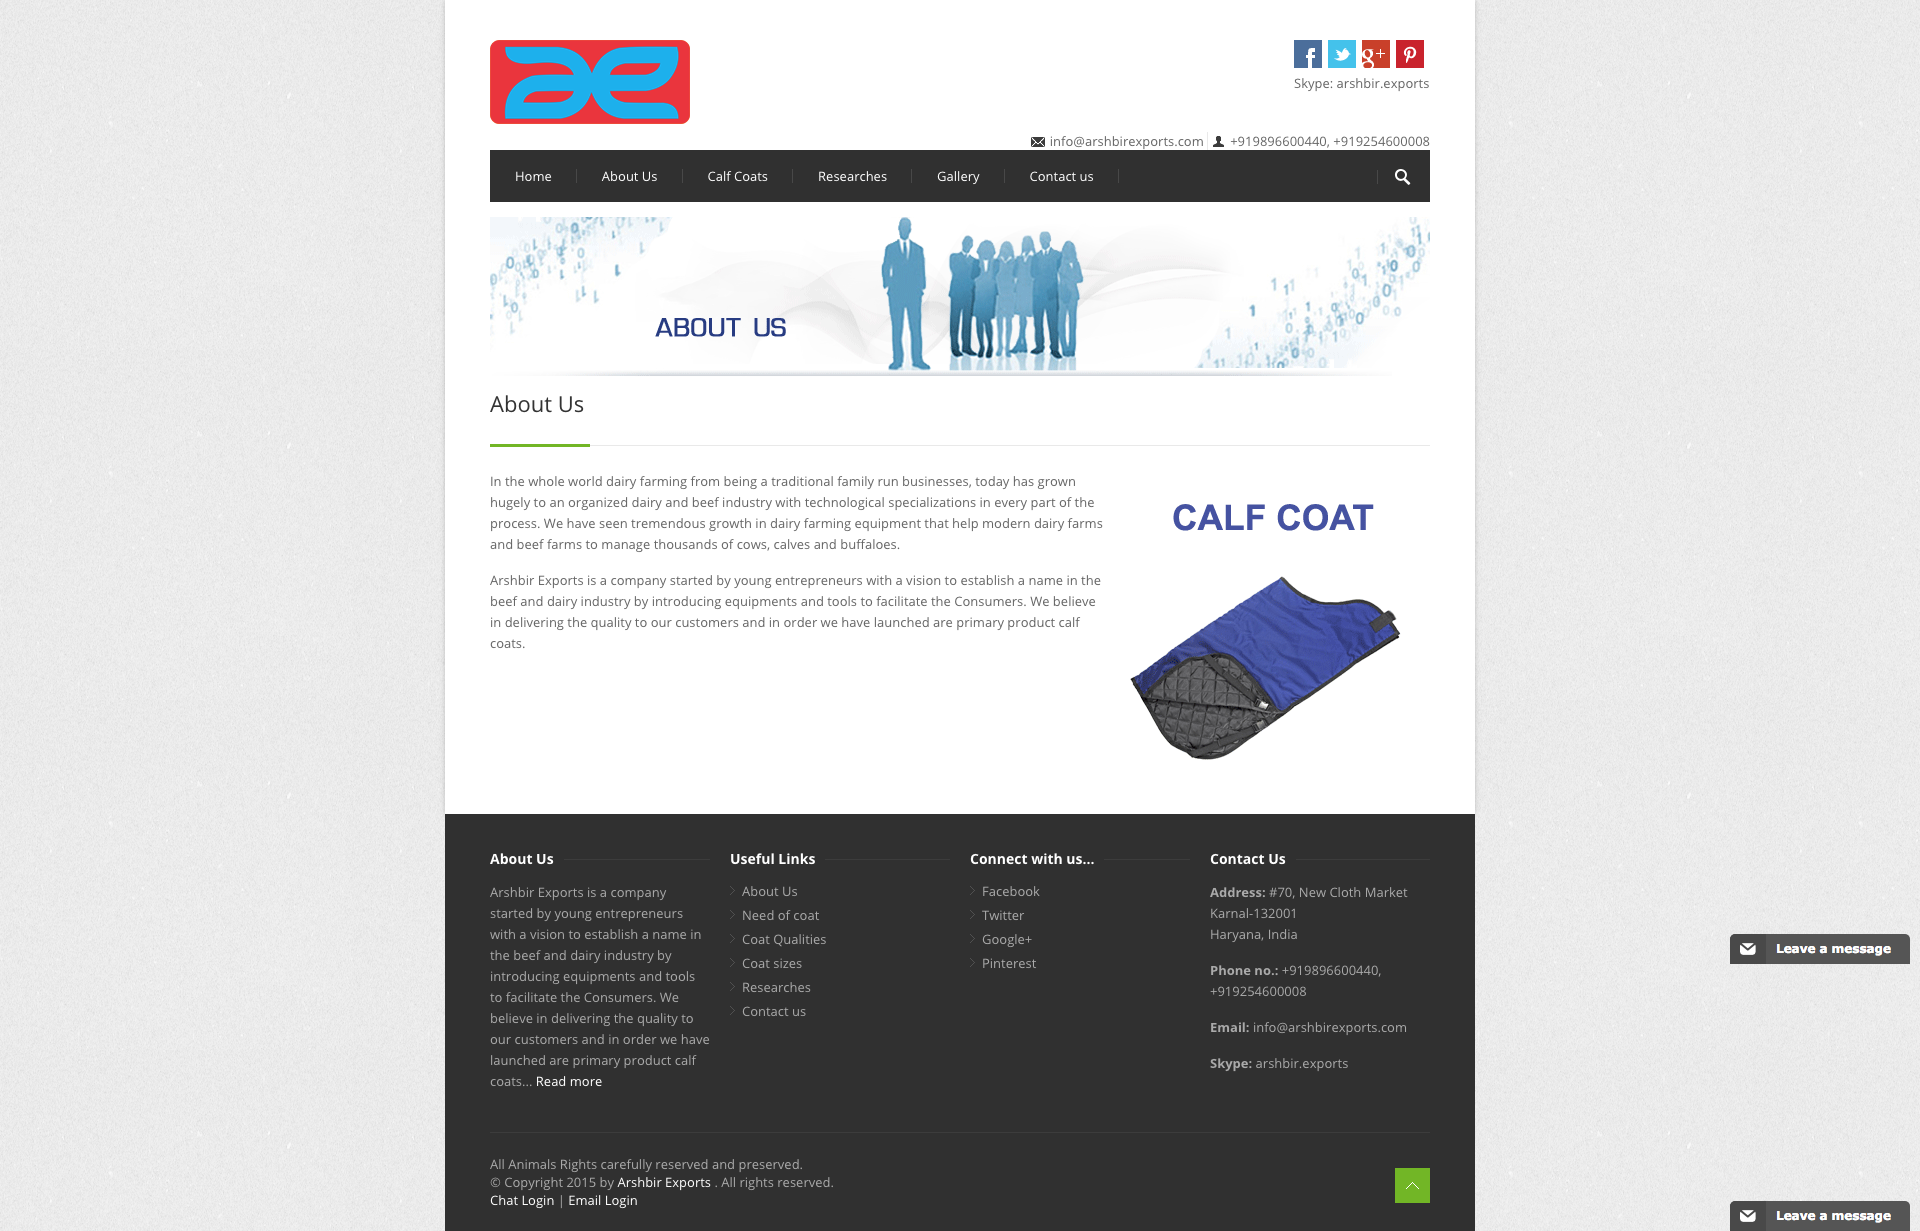 ae
Skype: arshbir.exports
info@arshbirexports.com +919896600440, +919254600008
Home About Us Calf Coats Researches Gallery Contact us
ABOUT US
About Us
In the whole world dairy farming from being a traditional family run businesses, today has grown
hugely to an organized dairy and beef industry with technological specializations in every part of the
process. We have seen tremendous growth in dairy farming equipment that help modern dairy farms
and beef farms to manage thousands of cows, calves and buffaloes.
Arshbir Exports is a company started by young entrepreneurs with a vision to establish a name in the
beef and dairy industry by introducing equipments and tools to facilitate the Consumers. We believe
in delivering the quality to our customers and in order we have launched are primary product calf
coats.
CALF COAT
About Us
Arshbir Exports is a company
started by young entrepreneurs
with a vision to establish a name in
the beef and dairy industry by
introducing equipments and tools
to facilitate the Consumers. We
believe in delivering the quality to
our customers and in order we have
launched are primary product calf
coats... Read more
Useful Links
About Us
Need of coat
Coat Qualities
Coat sizes
Researches
Contact us
Connect with us...
Facebook
Twitter
Google+
Pinterest
Contact Us
Address: #70, New Cloth Market
Karnal-132001
Haryana, India
Phone no.: +919896600440,
+919254600008
Email: info@arshbirexports.com
Skype: arshbir.exports
Leave a message
All Animals Rights carefully reserved and preserved.
© Copyright 2015 by Arshbir Exports . All rights reserved.
Chat Login | Email Login
Leave a message